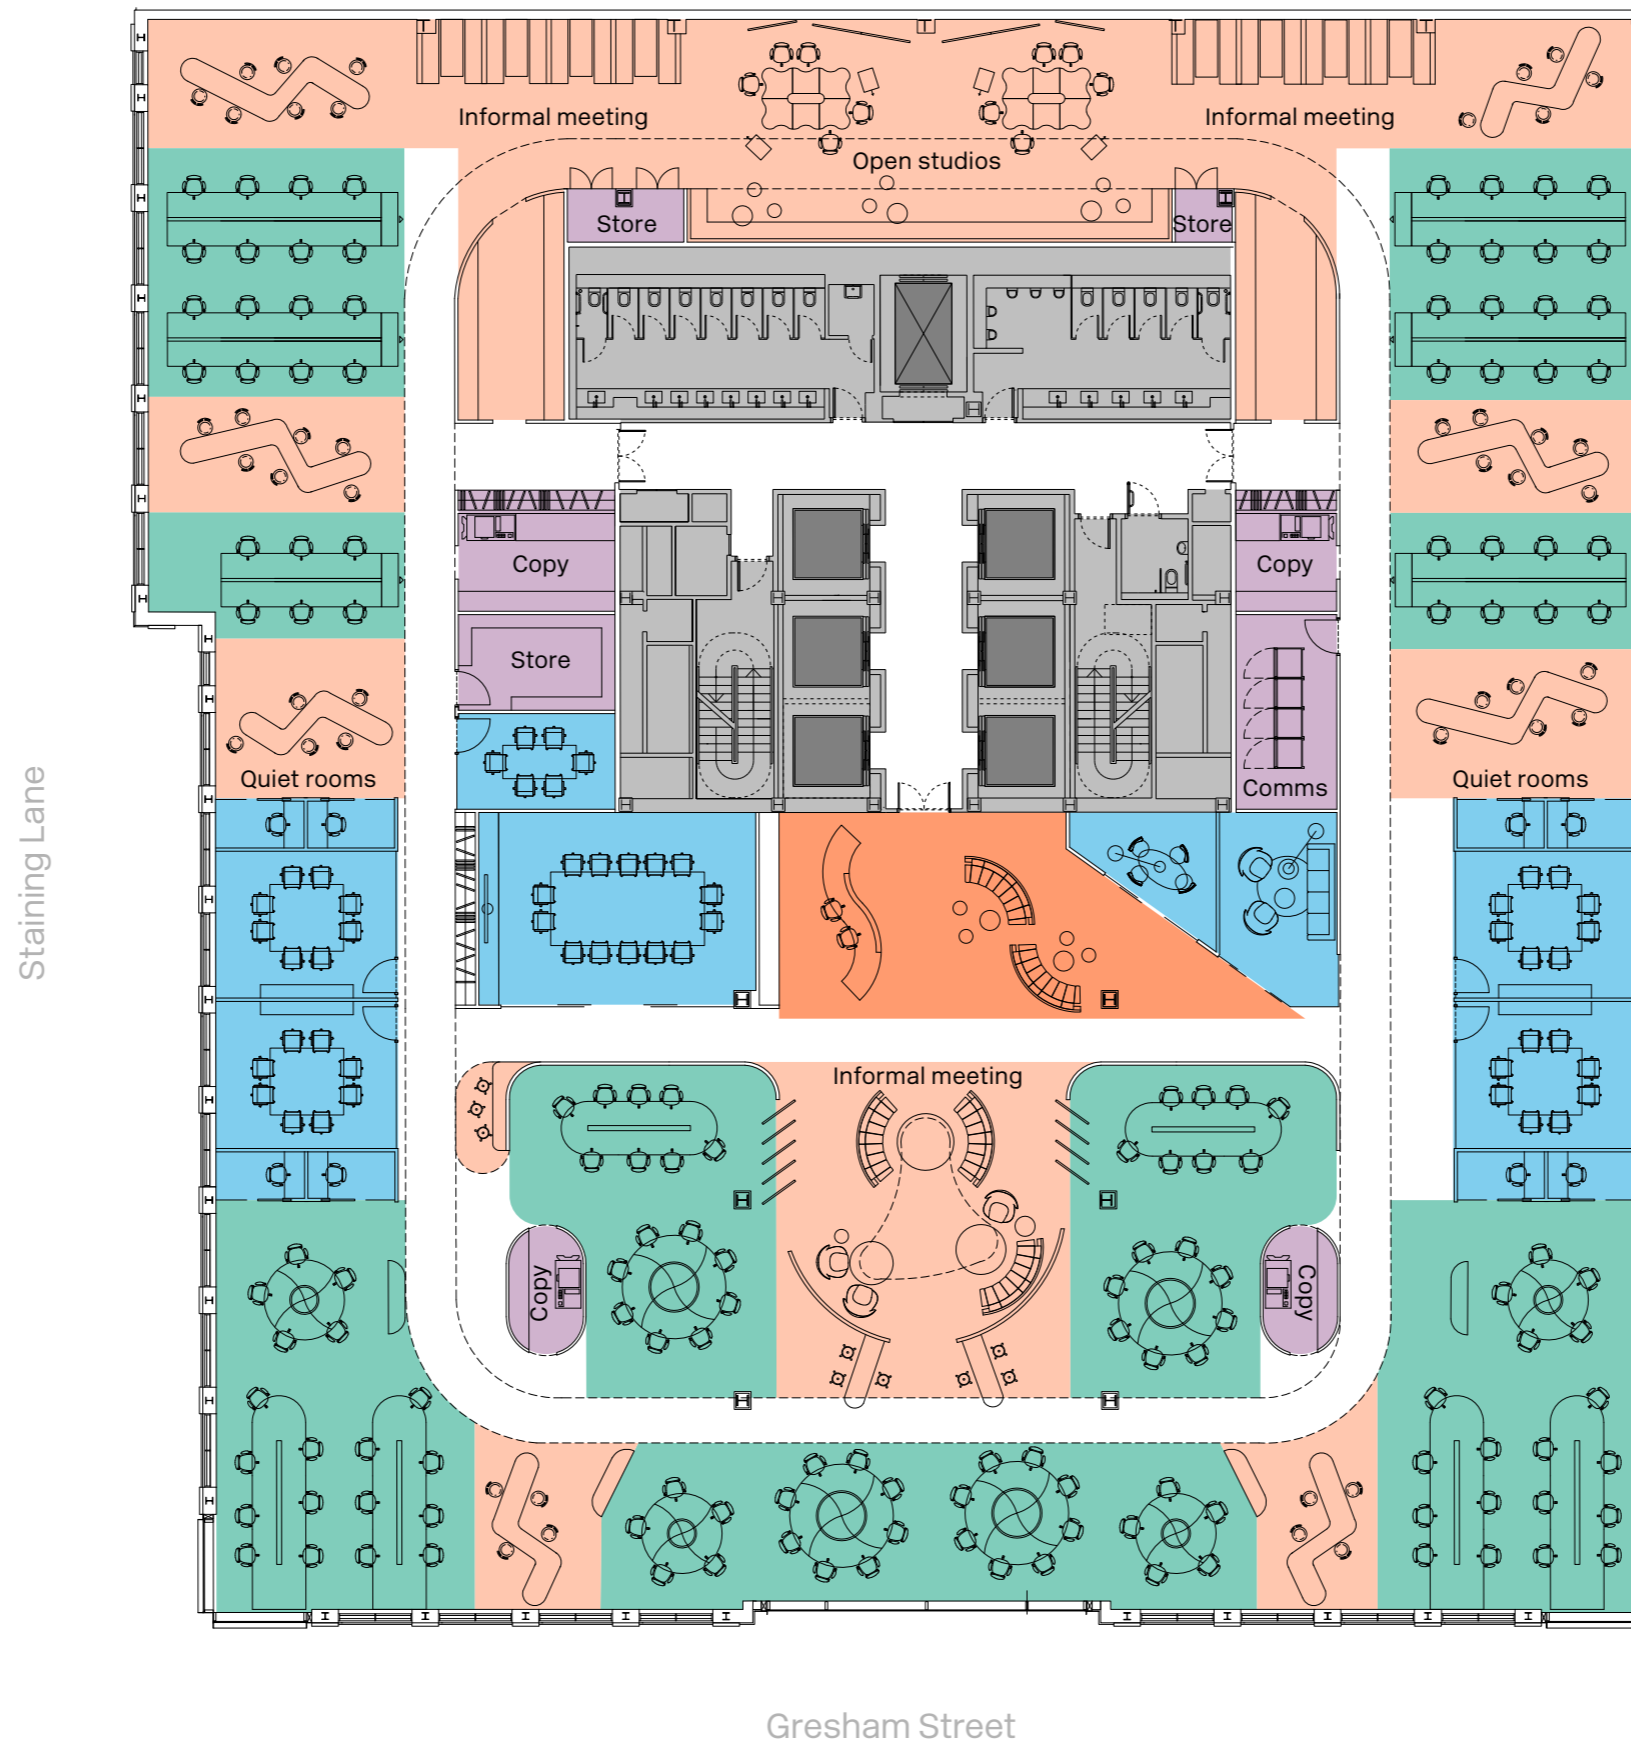 Informal meeting
Informal meeting
Open studios
Store
Store
Copy
Copy
Store
Comms
Quiet rooms
Quiet rooms
Staining Lane
Informal meeting
Copy
Copy
Gresham Street